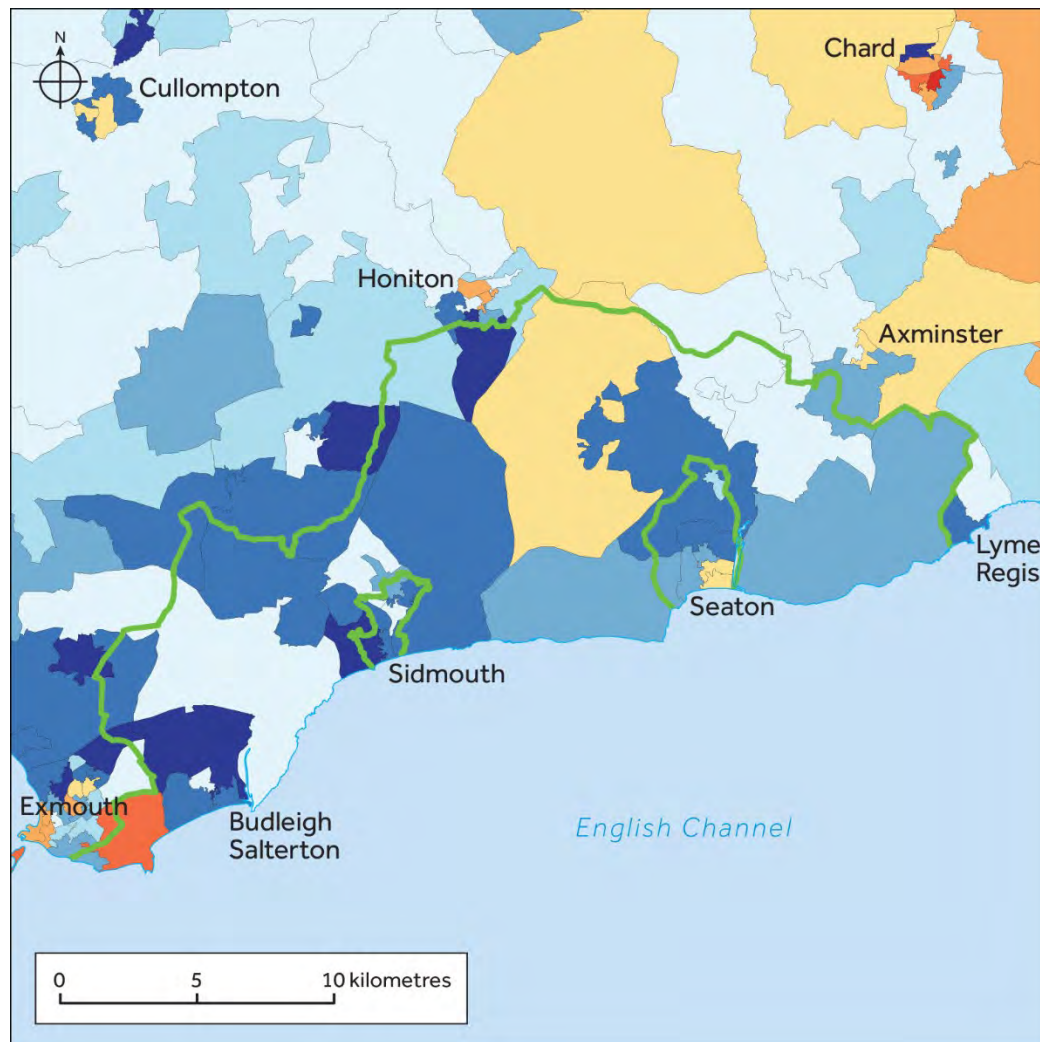 N
Chard
Cullompton
Honiton
Axminster
Lyme
Regis
Seaton
Sidmouth
Exmouth
Budleigh
Salterton
English Channel
0 5 10 kilometres